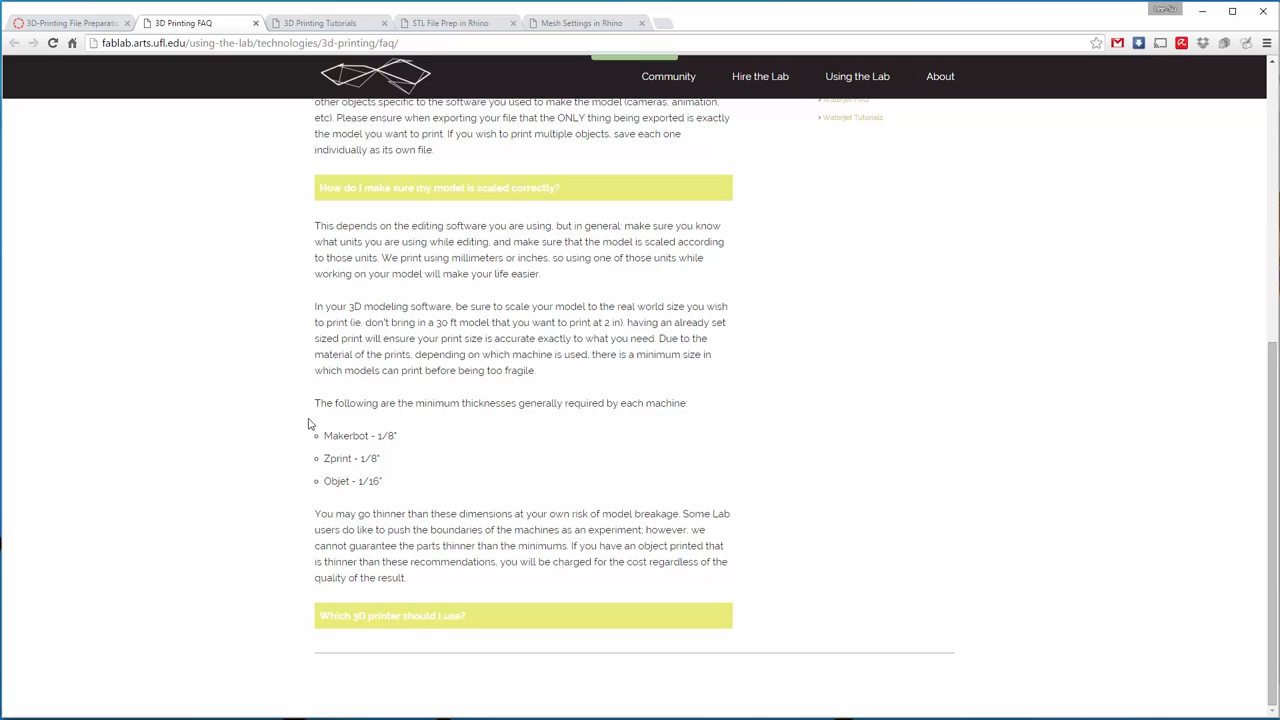 3D-Printing File Preparat
3D Printing FAQ
3D Printing Tutorials
STL File Prep in Rhino
Mesh Settings in Rhino
Lee-Su
fablab.arts.ufl.edu/using-the-lab/technologies/3d-printing/faq/
Community
Hire the Lab
Using the Lab
About
other objects specific to the software you used to make the model (cameras, animation,
etc). Please ensure when exporting your file that the ONLY thing being exported is exactly
the model you want to print. If you wish to print multiple objects, save each one
individually as its own file.
Waterjet FAQ
Waterjet Tutorials
How do I make sure my model is scaled correctly?
This depends on the editing software you are using, but in general: make sure you know
what units you are using while editing, and make sure that the model is scaled according
to those units. We print using millimeters or inches, so using one of those units while
working on your model will make your life easier.
In your 3D modeling software, be sure to scale your model to the real world size you wish
to print (ie. don't bring in a 30 ft model that you want to print at 2 in). having an already set
sized print will ensure your print size is accurate exactly to what you need. Due to the
material of the prints, depending on which machine is used, there is a minimum size in
which models can print before being too fragile.
The following are the minimum thicknesses generally required by each machine:
Makerbot - 1/8"
Zprint - 1/8"
Objet - 1/16"
You may go thinner than these dimensions at your own risk of model breakage. Some Lab
users do like to push the boundaries of the machines as an experiment; however, we
cannot guarantee the parts thinner than the minimums. If you have an object printed that
is thinner than these recommendations, you will be charged for the cost regardless of the
quality of the result.
Which 3D printer should I use?